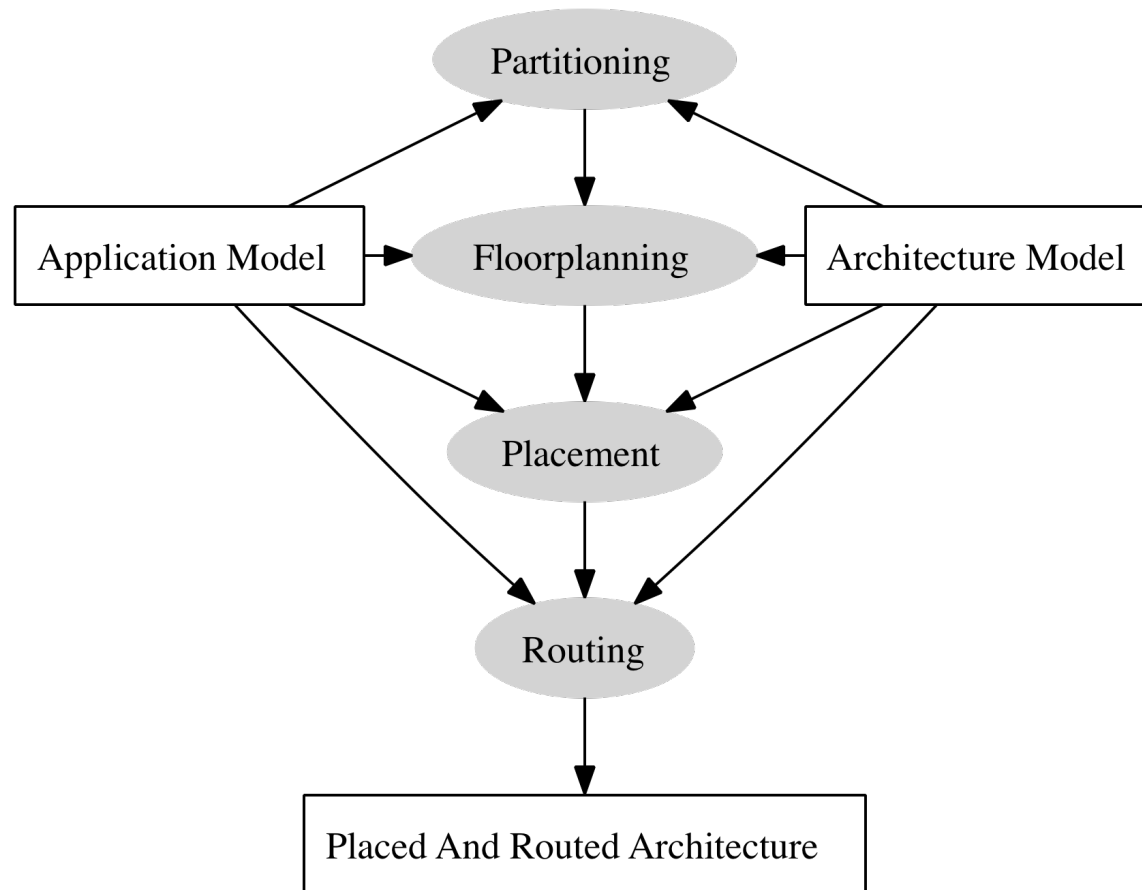 Partitioning
Application Model
Floorplanning
Architecture Model
Placement
Routing
Placed And Routed Architecture